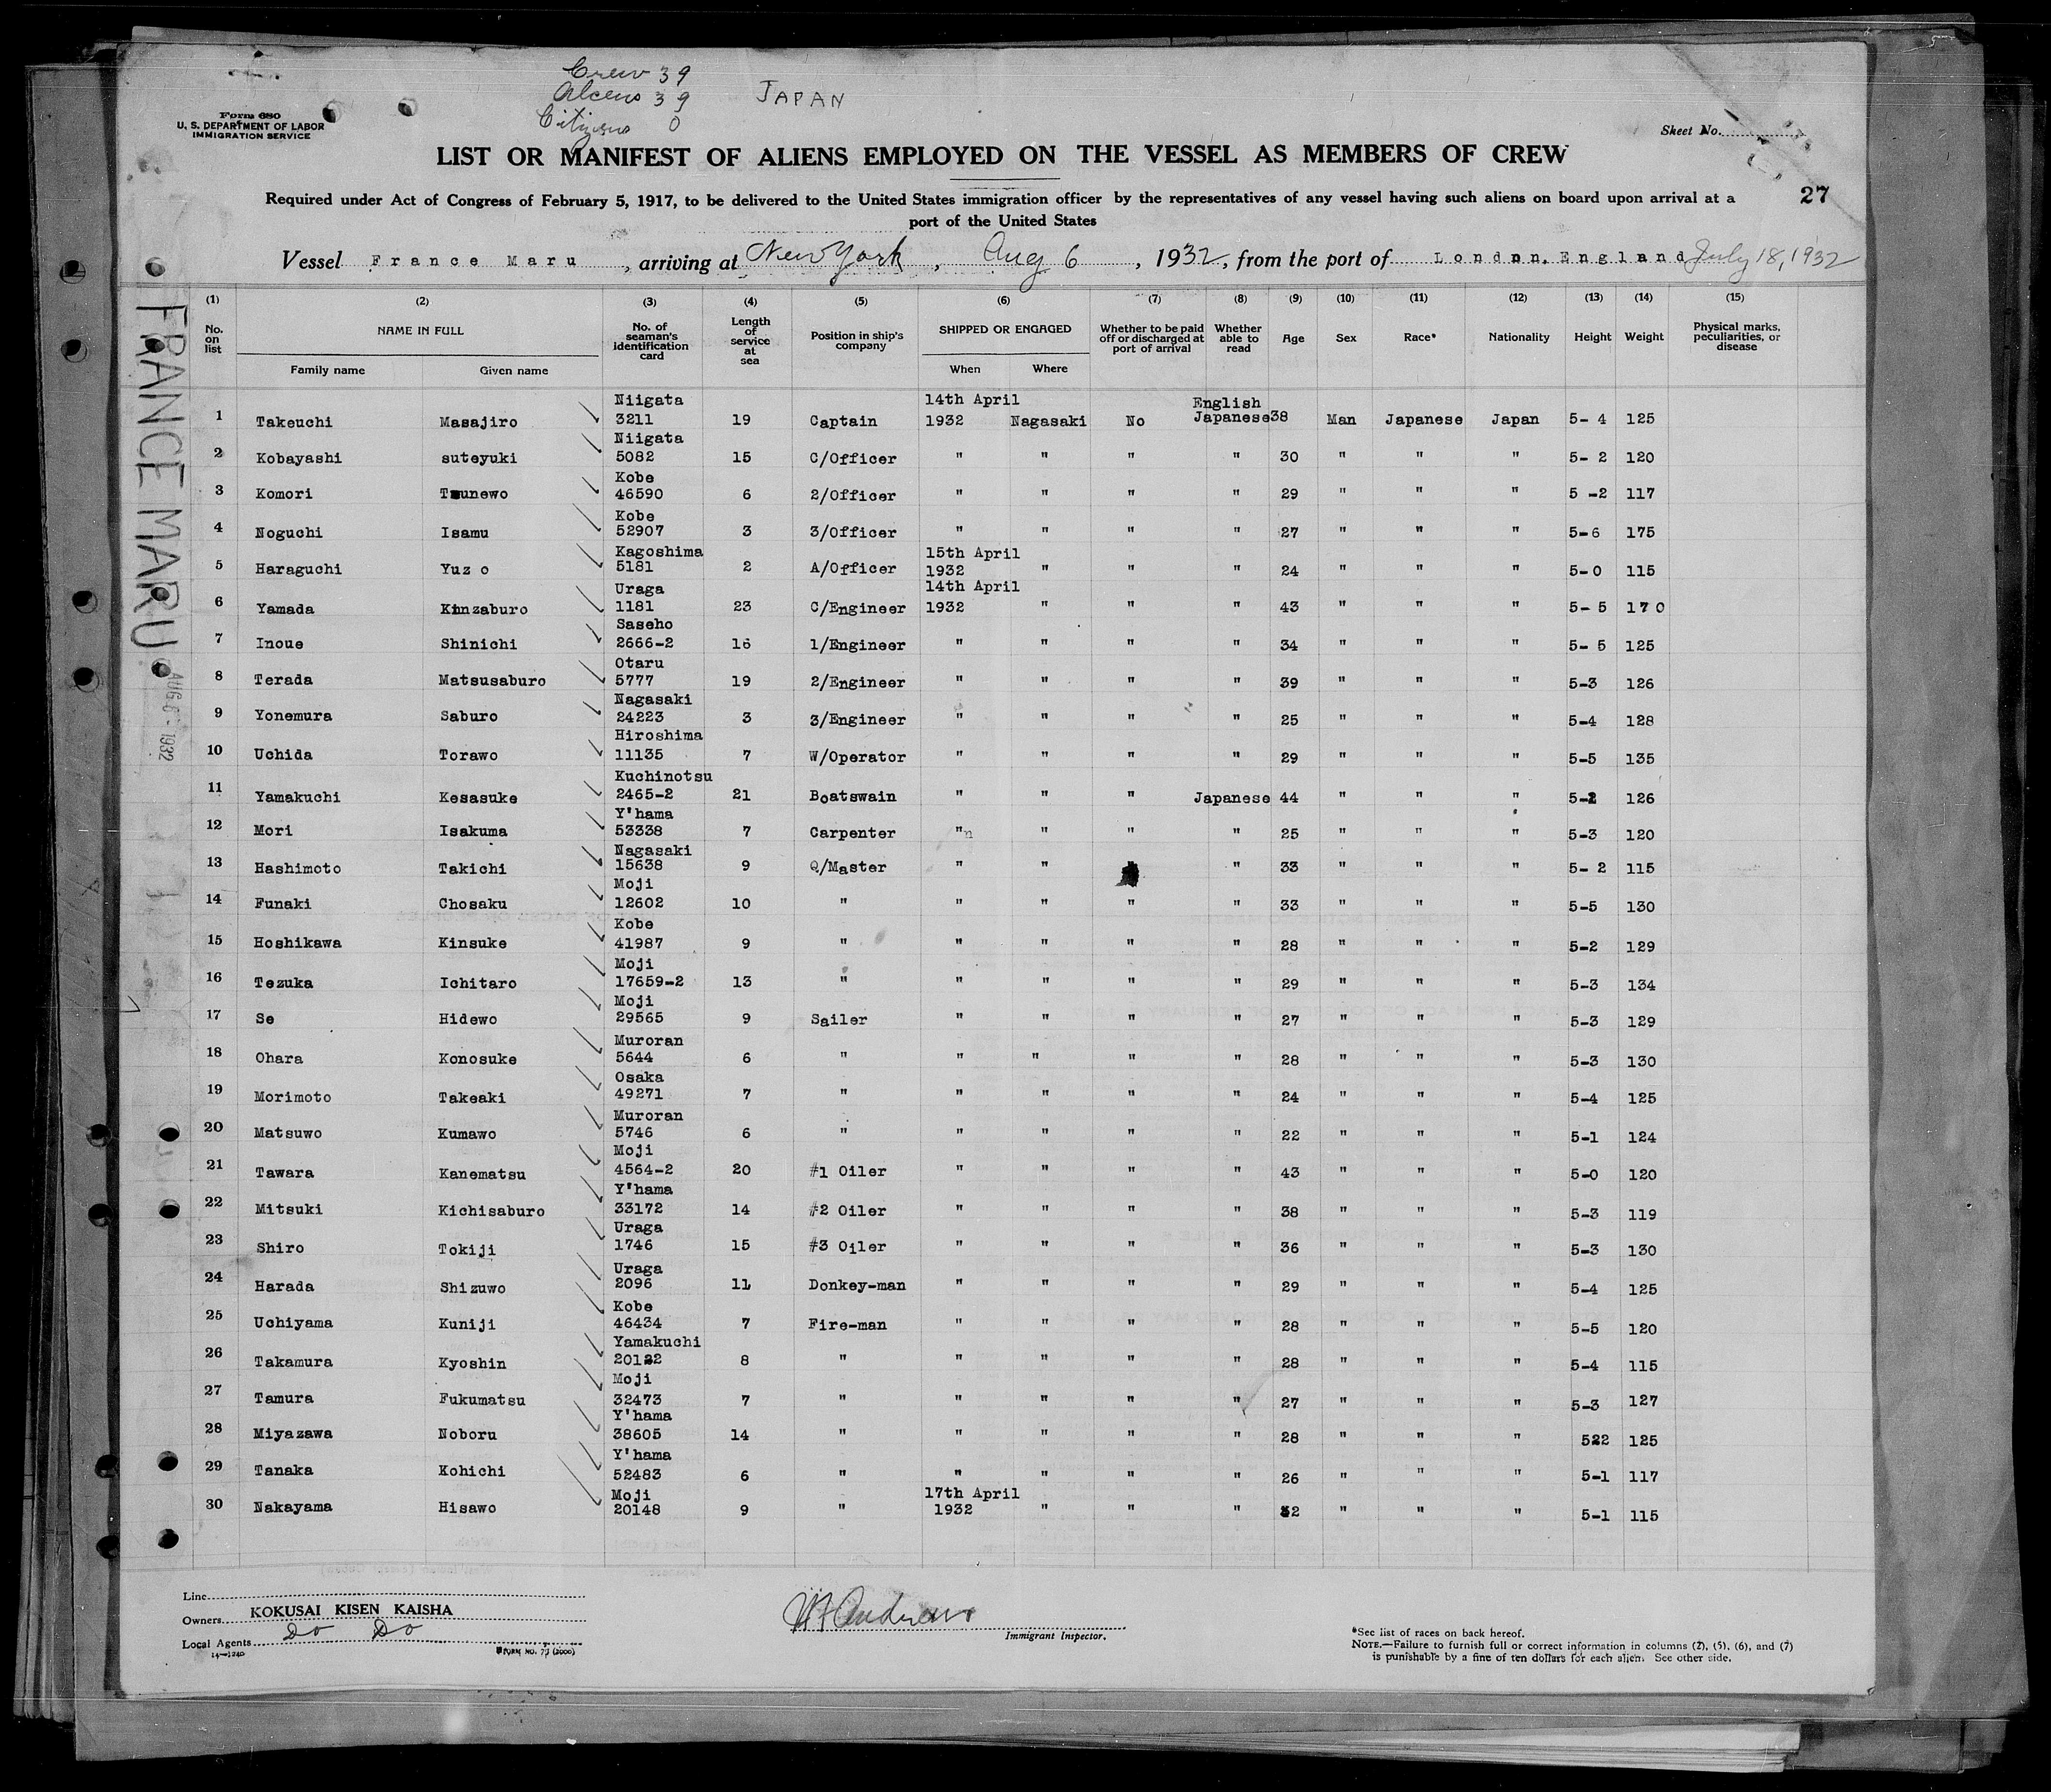 Crew 39
Aliens 39
Citizens 0
JAPAN
Form 680
U. S. DEPARTMENT OF LABOR
IMMIGRATION SERVICE
Sheet No.
LIST OR MANIFEST OF ALIENS EMPLOYED ON THE VESSEL AS MEMBERS OF CREW
Required under Act of Congress of February 5, 1917, to be delivered to the United States immigration officer by the representatives of any vessel having such aliens on board upon arrival at a
port of the United States
27
Vessel France Maru, arriving at New York, Aug 6, 1932, from the port of London, England July 18, 1932
FRANCE MARU
AUG 6 - 1932
(1) (2) (3) (4) (5) (6) (7) (8) (9) (10) (11) (12) (13) (14) (15)
No. on list NAME IN FULL No. of seaman's identification card Length of service at sea Position in ship's company SHIPPED OR ENGAGED Whether to be paid off or discharged at port of arrival Whether able to read Age Sex Race* Nationality Height Weight Physical marks, peculiarities, or disease
Family name Given name When Where
Niigata 14th April English
1 Takeuchi Masajiro 3211 19 Captain 1932 Nagasaki No Japanese 38 Man Japanese Japan 5- 4 125
Niigata
2 Kobayashi suteyuki 5082 15 C/Officer " " " " 30 " " " 5- 2 120
Kobe
3 Komori Tsunewo 46590 6 2/Officer " " " " 29 " " " 5 -2 117
Kobe
4 Noguchi Isamu 52907 3 3/Officer " " " " 27 " " " 5-6 175
Kagoshima 15th April
5 Haraguchi Yuz o 5181 2 A/Officer 1932 " " " 24 " " " 5-0 115
Uraga 14th April
6 Yamada Kinzaburo 1181 23 C/Engineer 1932 " " " 43 " " " 5- 5 170
Saseho
7 Inoue Shinichi 2666-2 16 1/Engineer " " " " 34 " " " 5- 5 125
Otaru
8 Terada Matsusaburo 5777 19 2/Engineer " " " " 39 " " " 5-3 126
Nagasaki
9 Yonemura Saburo 24223 3 3/Engineer " " " " 25 " " " 5-4 128
Hiroshima
10 Uchida Torawo 11135 7 W/Operator " " " " 29 " " " 5-5 135
Kuchinotsu
11 Yamakuchi Kesasuke 2465-2 21 Boatswain " " " Japanese 44 " " " 5-2 126
Y'hama
12 Mori Isakuma 53338 7 Carpenter " " " " 25 " " " 5-3 120
Nagasaki
13 Hashimoto Takichi 15638 9 Q/Master " " " 33 " " " 5- 2 115
Moji
14 Funaki Chosaku 12602 10 " " " " " 33 " " " 5-5 130
Kobe
15 Hoshikawa Kinsuke 41987 9 " " " " " 28 " " " 5-2 129
Moji
16 Tezuka Ichitaro 17659-2 13 " " " " " 29 " " " 5-3 134
Moji
17 Se Hidewo 29565 9 Sailer " " " " 27 " " " 5-3 129
Muroran
18 Ohara Konosuke 5644 6 " " " " " 28 " " " 5-3 130
Osaka
19 Morimoto Takeaki 49271 7 " " " " " 24 " " " 5-4 125
Muroran
20 Matsuwo Kumawo 5746 6 " " " " " 22 " " " 5-1 124
Moji
21 Tawara Kanematsu 4564-2 20 #1 Oiler " " " " 43 " " " 5-0 120
Y'hama
22 Mitsuki Kichisaburo 33172 14 #2 Oiler " " " " 38 " " " 5-3 119
Uraga
23 Shiro Tokiji 1746 15 #3 Oiler " " " " 36 " " " 5-3 130
Uraga
24 Harada Shizuwo 2096 11 Donkey-man " " " " 29 " " " 5-4 125
Kobe
25 Uchiyama Kuniji 46434 7 Fire-man " " " " 28 " " " 5-5 120
Yamakuchi
26 Takamura Kyoshin 20122 8 " " " " " 28 " " " 5-4 115
Moji
27 Tamura Fukumatsu 32473 7 " " " " " 27 " " " 5-3 127
Y'hama
28 Miyazawa Noboru 38605 14 " " " " " 28 " " " 522 125
Y'hama
29 Tanaka Kohichi 52483 6 " " " " " 26 " " " 5-1 117
Moji 17th April
30 Nakayama Hisawo 20148 9 " 1932 " " " 32 " " " 5-1 115
Line
Owners KOKUSAI KISEN KAISHA
Local Agents Do Do
14-1240
FORM NO. 73 (2000)
Andrews
Immigrant Inspector.
*See list of races on back hereof.
NOTE.—Failure to furnish full or correct information in columns (2), (5), (6), and (7)
is punishable by a fine of ten dollars for each alien. See other side.